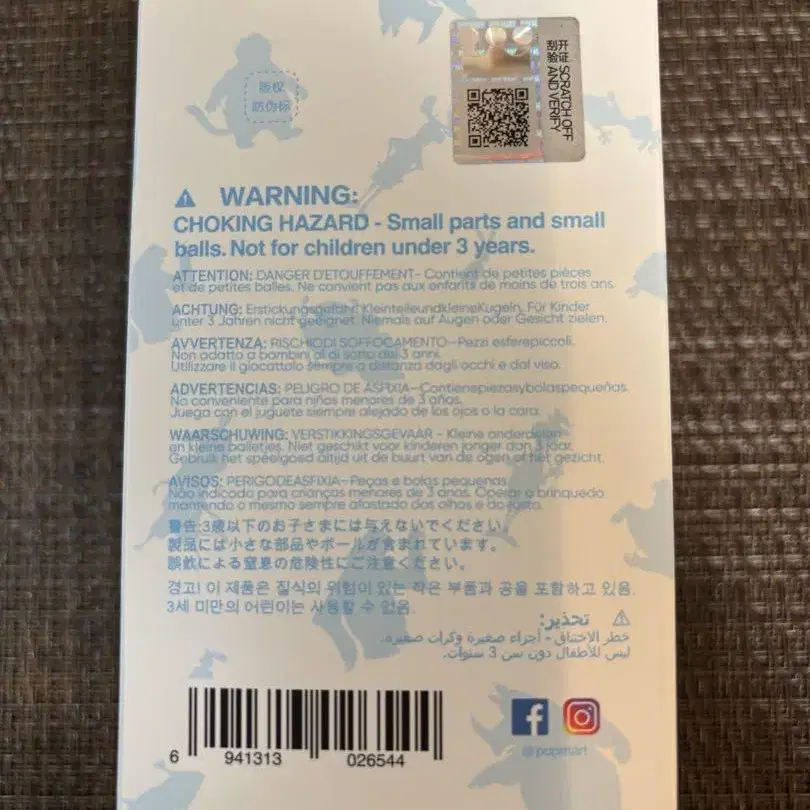 版权
防伪标
刮开
验证
SCRATCH OFF
AND VERIFY
WARNING:
CHOKING HAZARD - Small parts and small
balls. Not for children under 3 years.
ATTENTION: DANGER D'ETOUFFEMENT- Contient de petites pièces
et de petites balles. Ne convient pas aux enfants de moins de trois ans.
ACHTUNG: Erstickungsgefahr! KleinteileundkleineKugeln. Für Kinder
unter 3 Jahren nicht geeignet. Niemals auf Augen oder Gesicht zielen.
AVVERTENZA: RISCHIODI SOFFOCAMENTO-Pezzi esferepiccoli.
Non adatto a bambini al di sotto dei 3 anni.
Utilizzare il giocattolo sempre a distanza dagli occhi e dal viso.
ADVERTENCIAS: PELIGRO DE ASFIXIA-Contienepiezasybolaspequeñas.
No conveniente para niños menores de 3 años.
Juega con el juguete siempre alejado de los ojos o la cara.
WAARSCHUWING: VERSTIKKINGSGEVAAR - Kleine onderdelen
en kleine balletjes. Niet geschikt voor kinderen jonger dan 3 jaar.
Gebruik het speelgoed altijd uit de buurt van de ogen of het gezicht.
AVISOS: PERIGODEASFIXIA-Peças e bolas pequenas
Não indicado para crianças menores de 3 anos. Operar o brinquedo
mantendo o mesmo sempre afastado dos olhos e do justo.
警告:3歳以下のお子さまには与えないでください。
製品には小さな部品やボールが含まれています。
誤飲による窒息の危険性にご注意ください。
경고! 이 제품은 질식의 위험이 있는 작은 부품과 공을 포함하고 있음.
3세 미만의 어린이는 사용할 수 없음.
تحذير:
خطر الاختناق - أجزاء صغيرة وكرات صغيرة.
ليس للأطفال دون سن 3 سنوات.
6 941313 026544
@popmart